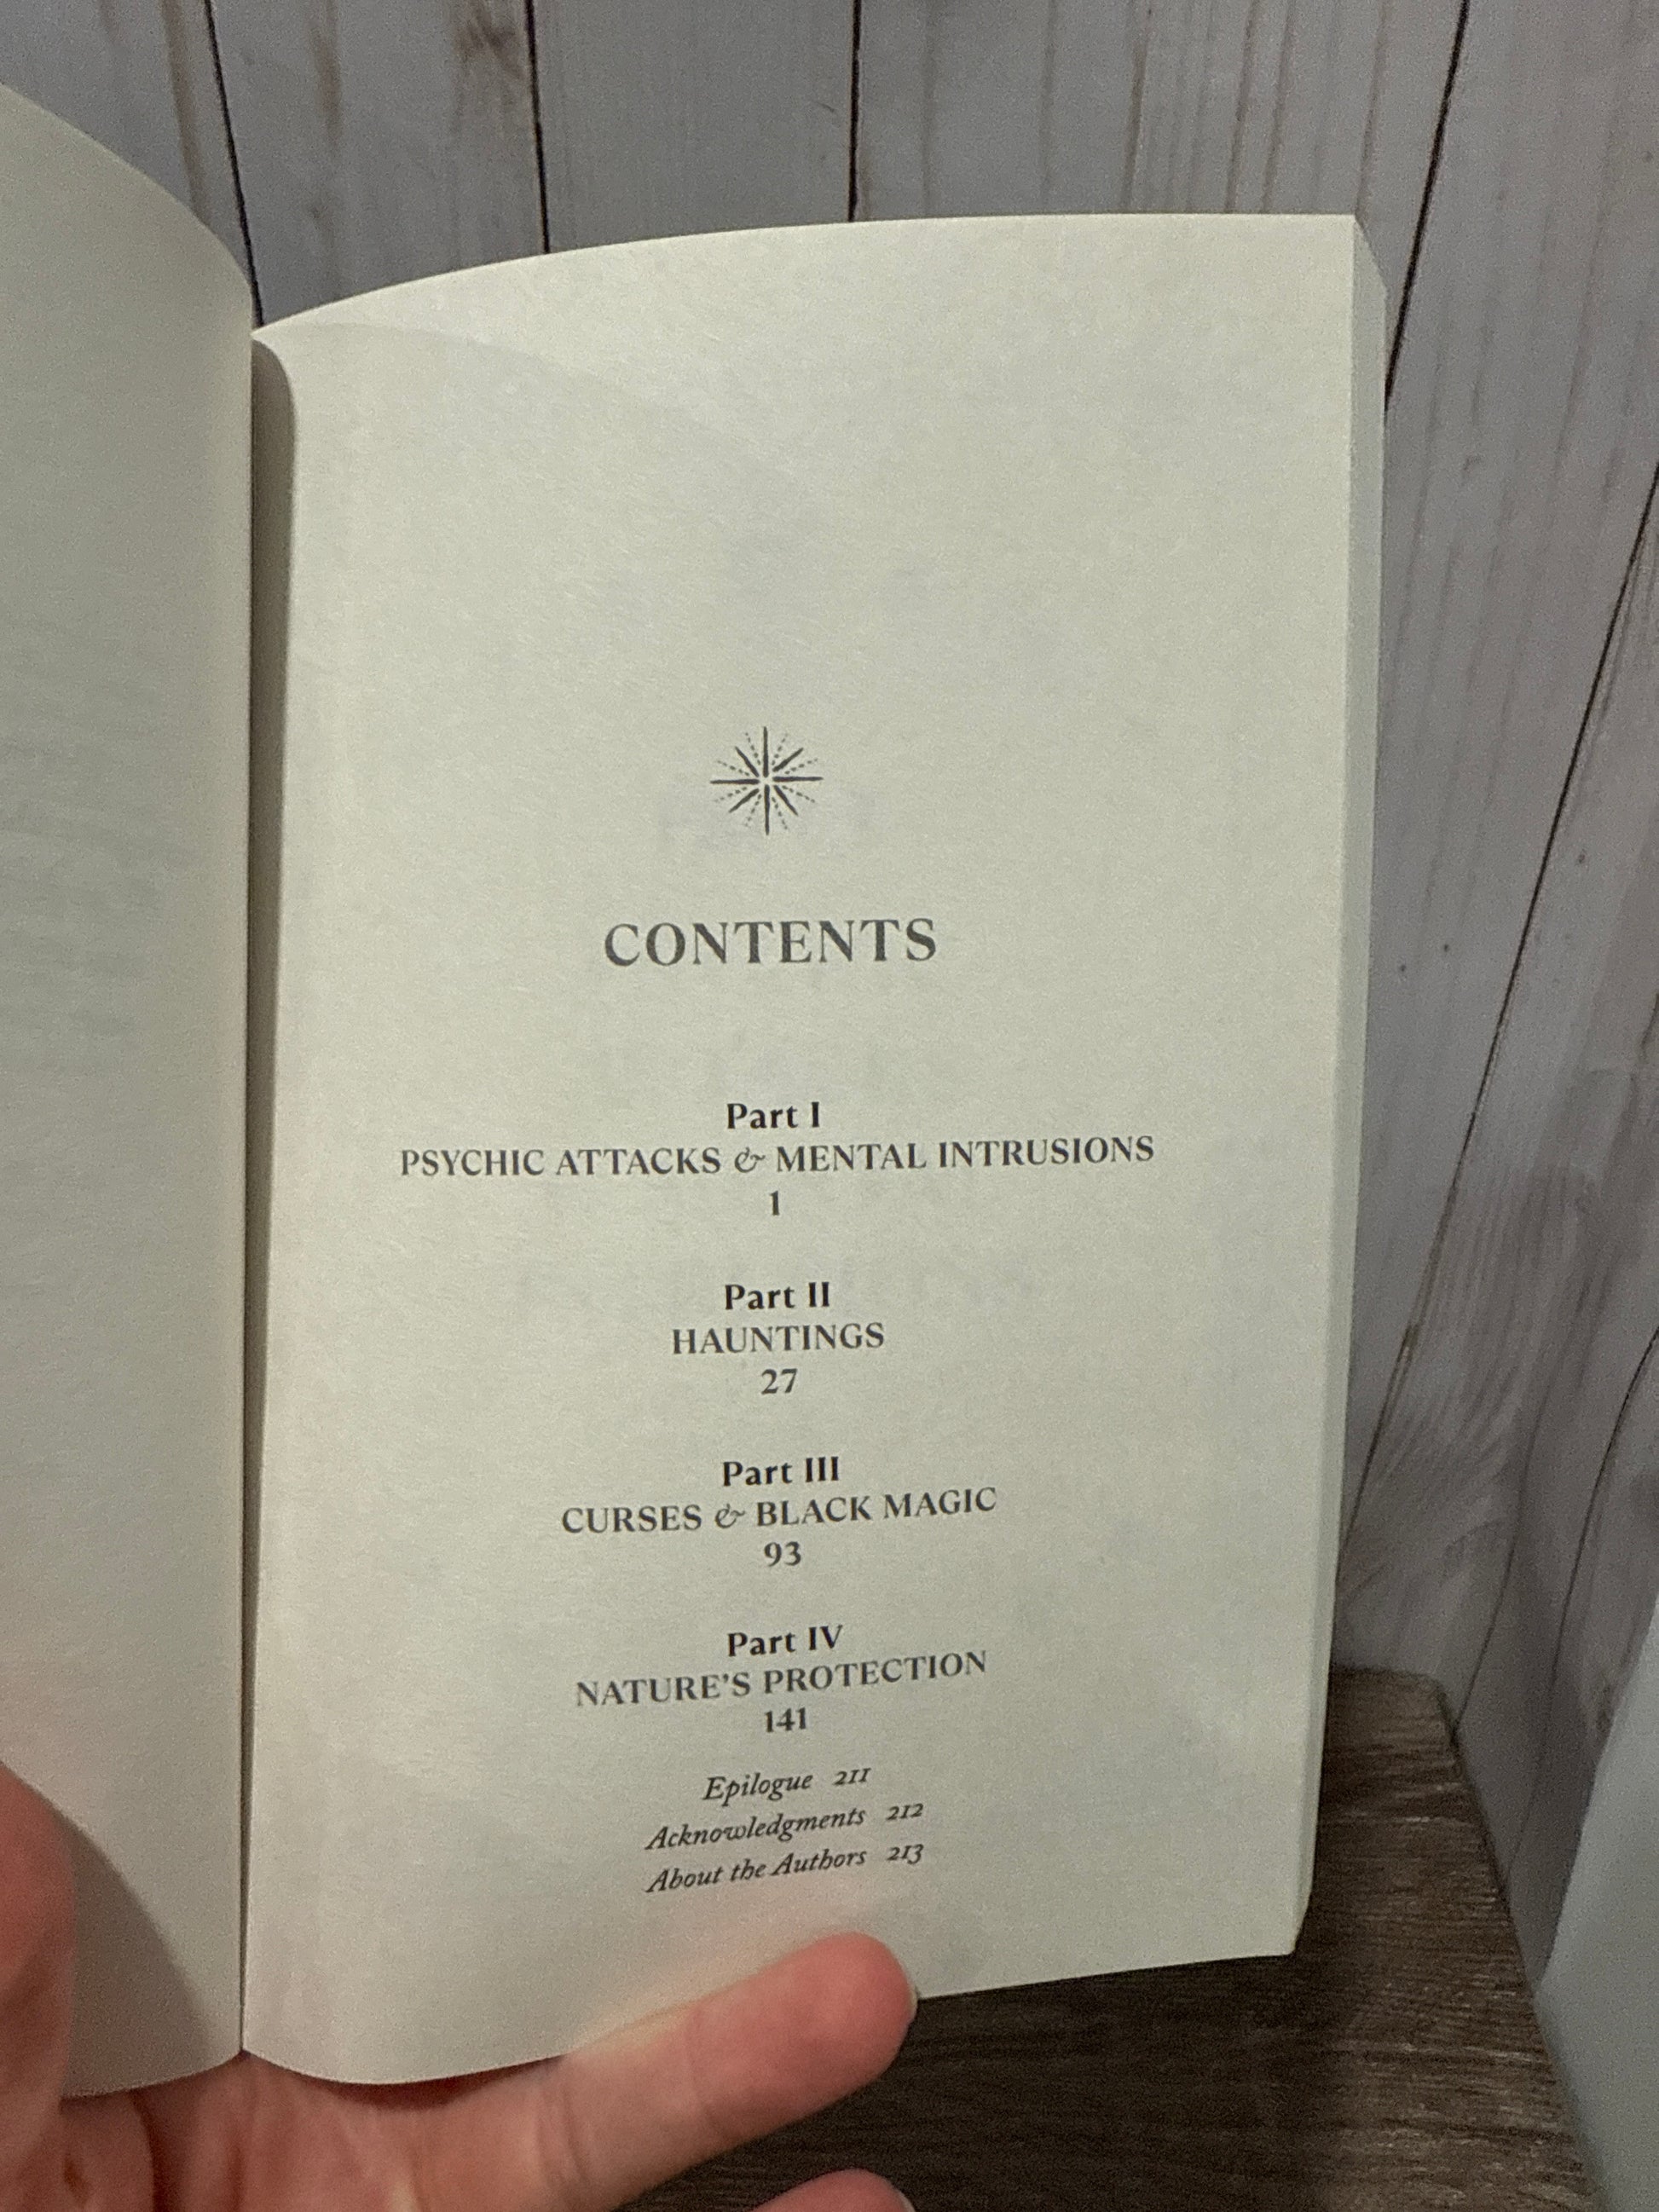 CONTENTS
Part I
PSYCHIC ATTACKS & MENTAL INTRUSIONS
1
Part II
HAUNTINGS
27
Part III
CURSES & BLACK MAGIC
93
Part IV
NATURE'S PROTECTION
141
Epilogue 211
Acknowledgments 212
About the Authors 213